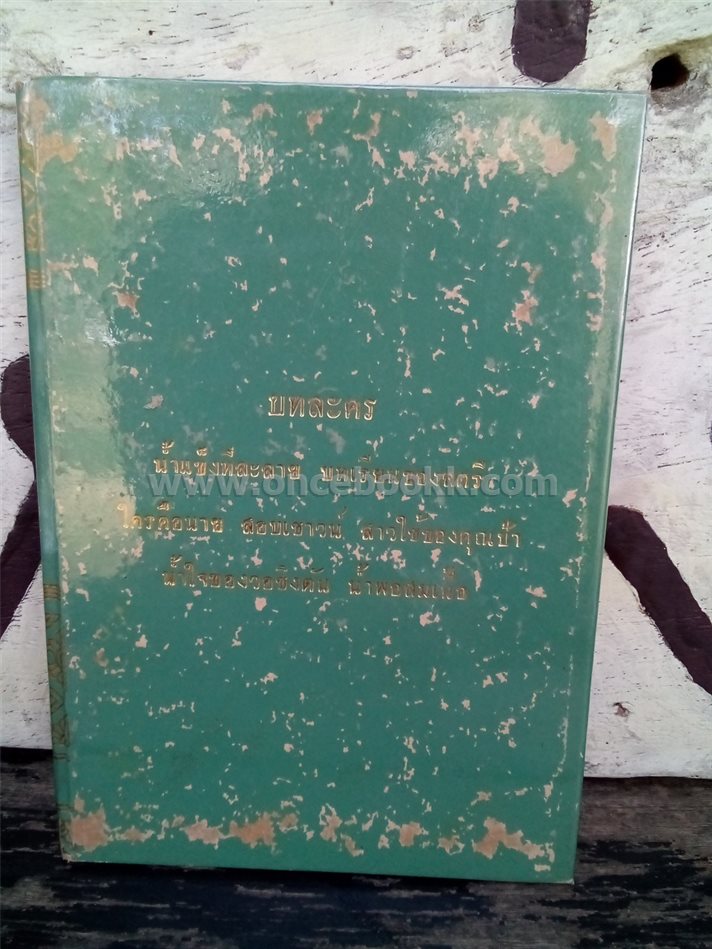 บทละคร
น้ำแข็งที่ละลาย บทเรียนของสตรี
www.oncebookk.com
ใครคือนาย สอบเชาวน์ สาวใช้ของคุณป้า
น้ำใจของวอชิงตัน น้ำพอสมเนื้อ